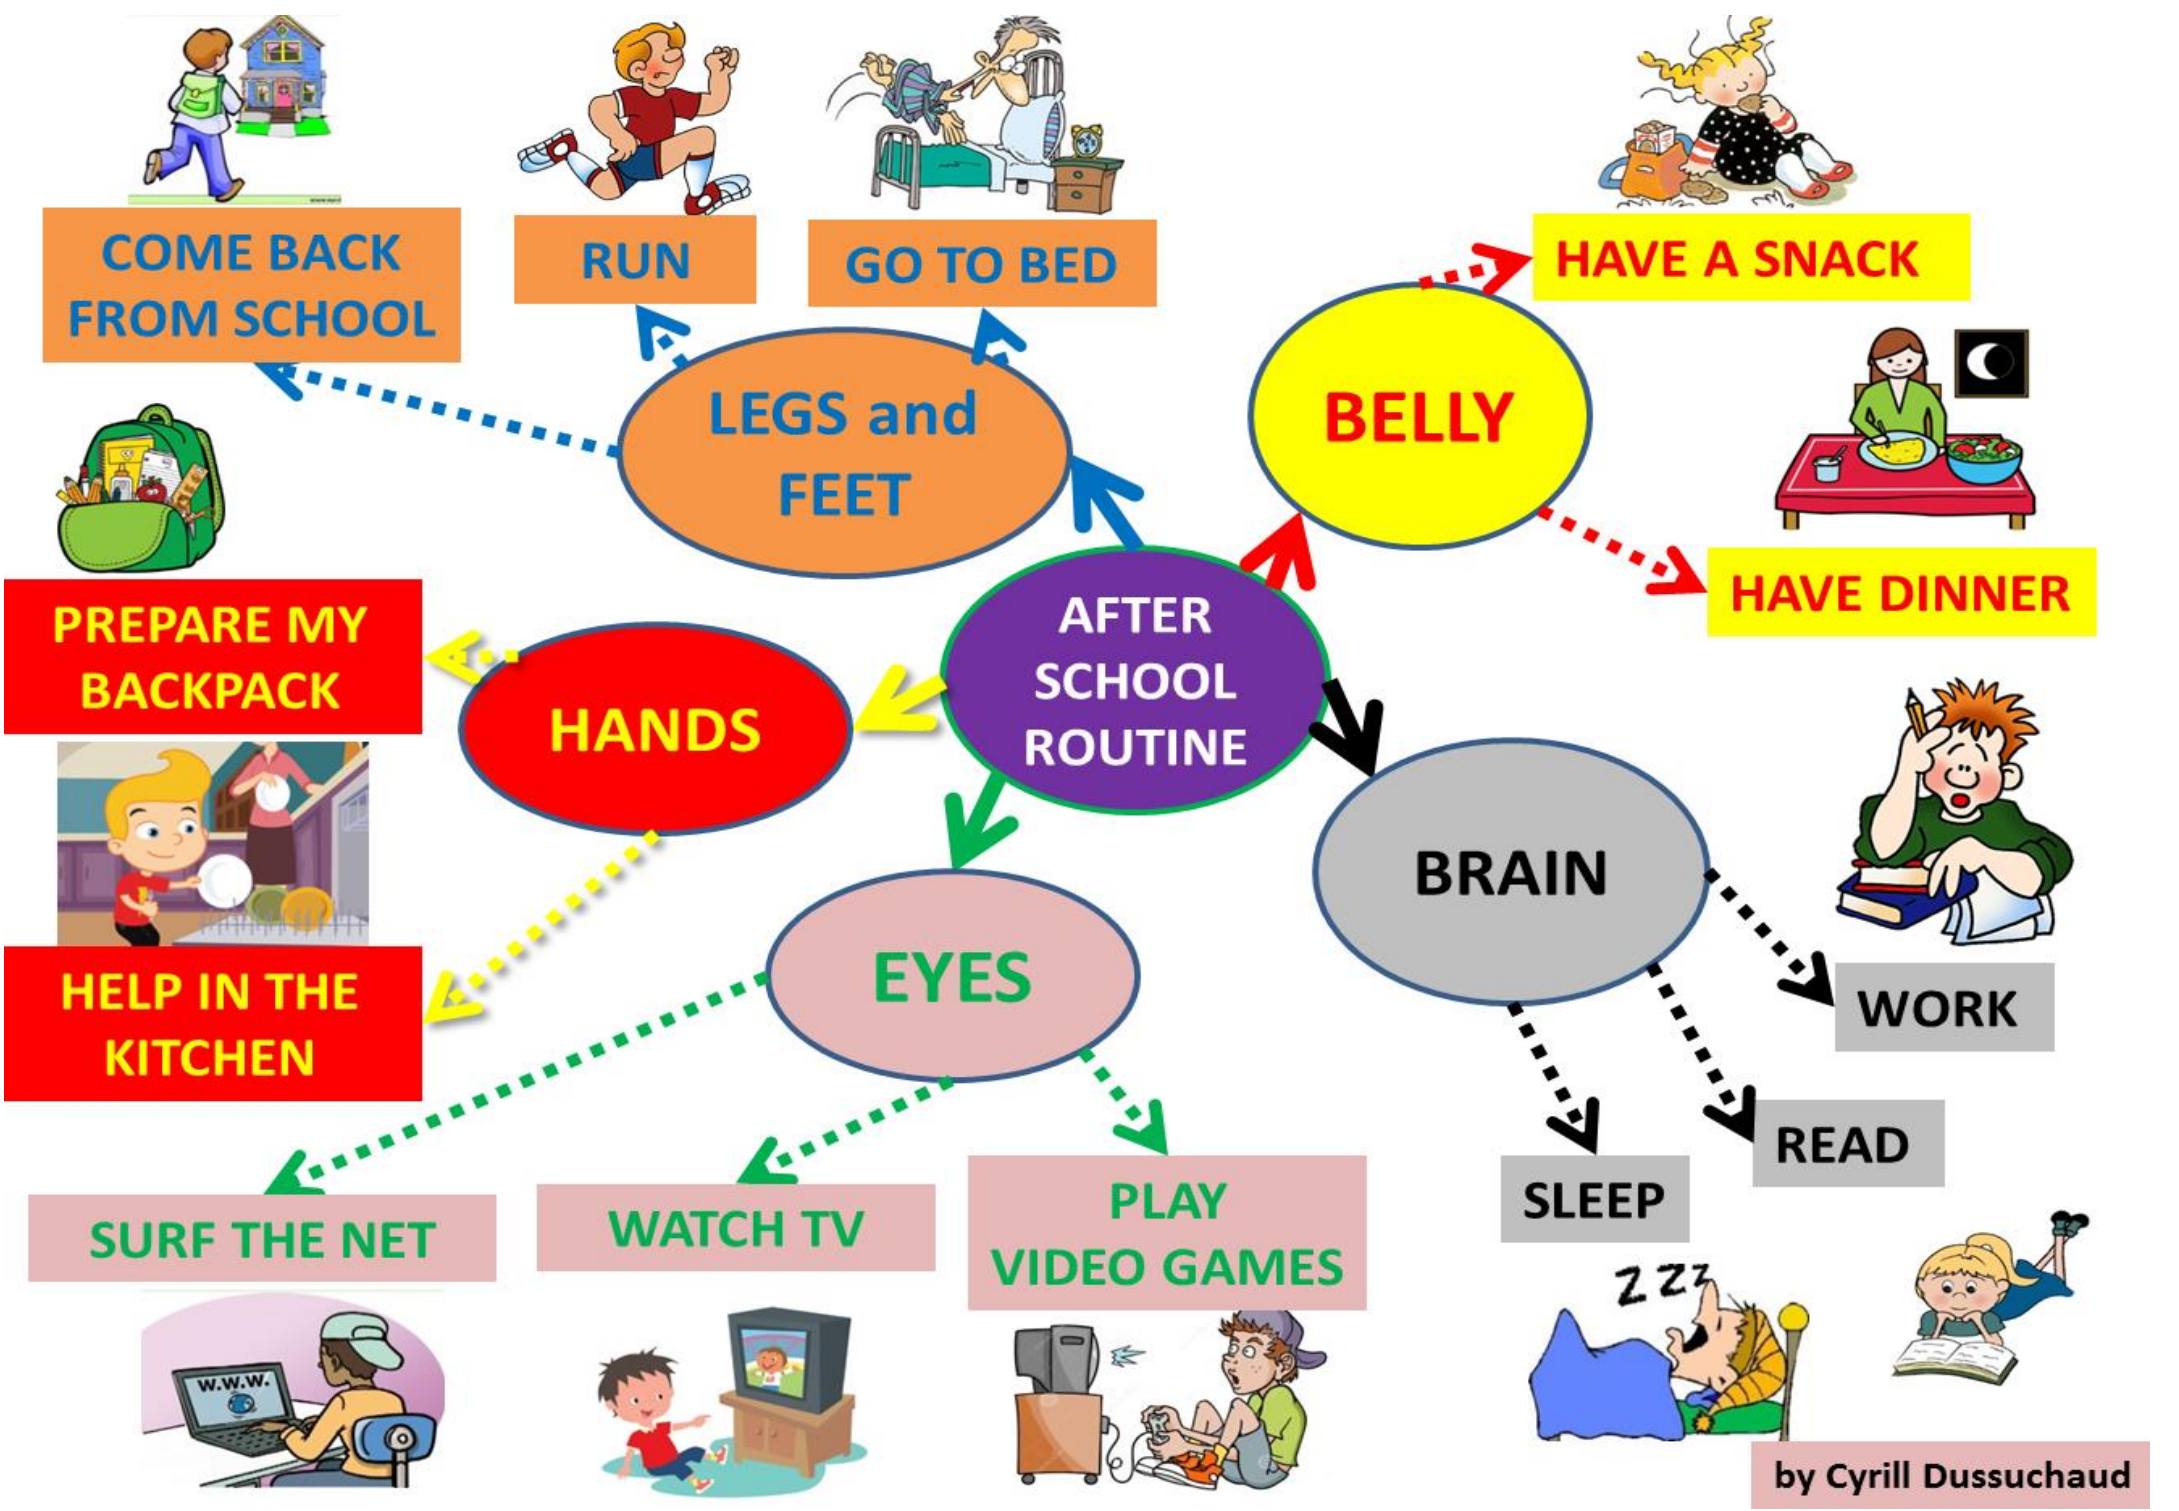 COME BACK
FROM SCHOOL
RUN
GO TO BED
HAVE A SNACK
LEGS and
FEET
BELLY
HAVE DINNER
AFTER
SCHOOL
ROUTINE
PREPARE MY
BACKPACK
HANDS
HELP IN THE
KITCHEN
EYES
BRAIN
WORK
READ
SLEEP
SURF THE NET
WATCH TV
PLAY
VIDEO GAMES
W.W.W.
Z Z Z
by Cyrill Dussuchaud